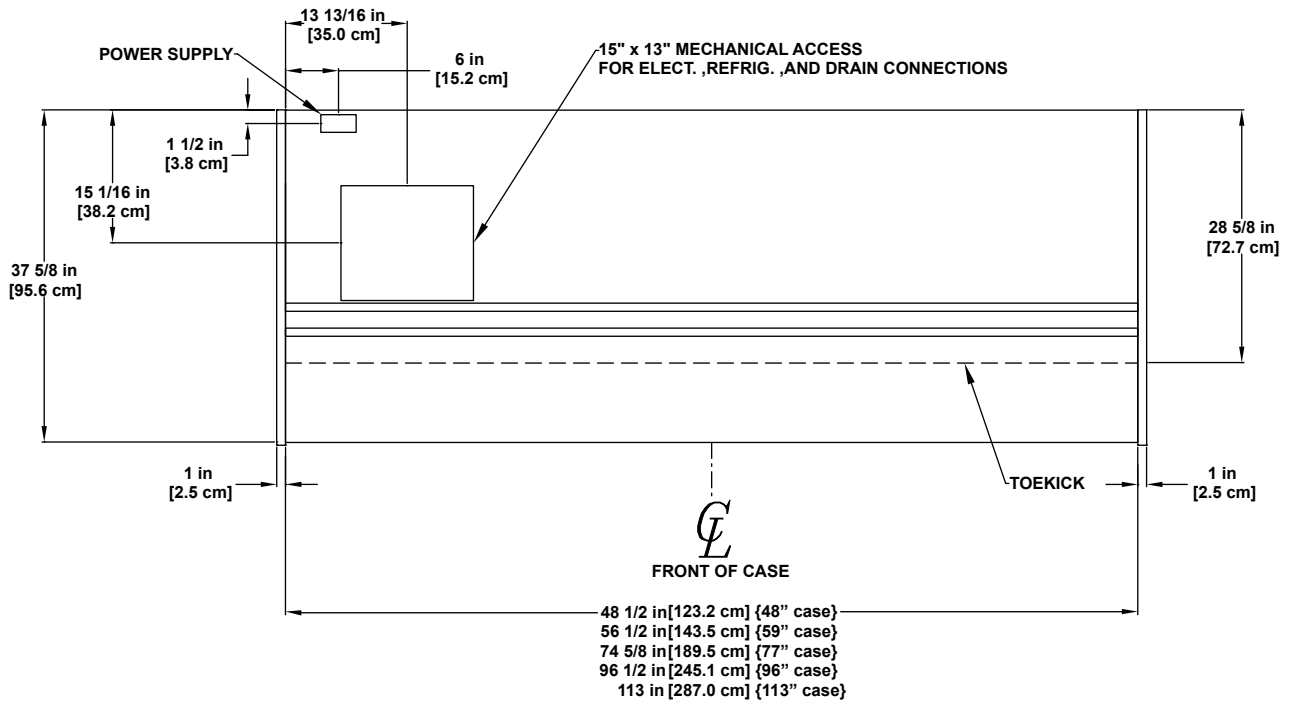 13 13/16 in
[35.0 cm]
POWER SUPPLY
6 in
[15.2 cm]
15" x 13" MECHANICAL ACCESS
FOR ELECT. ,REFRIG. ,AND DRAIN CONNECTIONS
1 1/2 in
[3.8 cm]
15 1/16 in
[38.2 cm]
28 5/8 in
[72.7 cm]
37 5/8 in
[95.6 cm]
1 in
[2.5 cm]
TOEKICK
1 in
[2.5 cm]
CL
FRONT OF CASE
48 1/2 in[123.2 cm] {48” case}
56 1/2 in[143.5 cm] {59” case}
74 5/8 in[189.5 cm] {77” case}
96 1/2 in[245.1 cm] {96” case}
113 in [287.0 cm] {113” case}